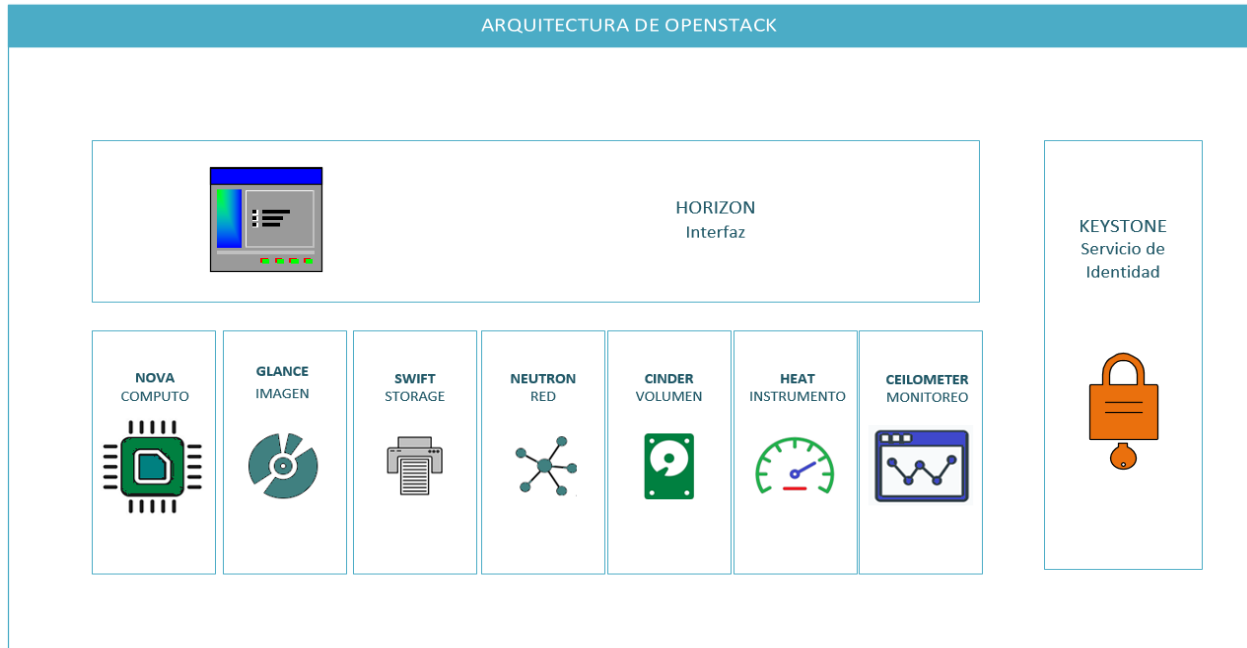 ARQUITECTURA DE OPENSTACK
HORIZON
Interfaz
KEYSTONE
Servicio de
Identidad
NOVA
COMPUTO
GLANCE
IMAGEN
SWIFT
STORAGE
NEUTRON
RED
CINDER
VOLUMEN
HEAT
INSTRUMENTO
CEILOMETER
MONITOREO